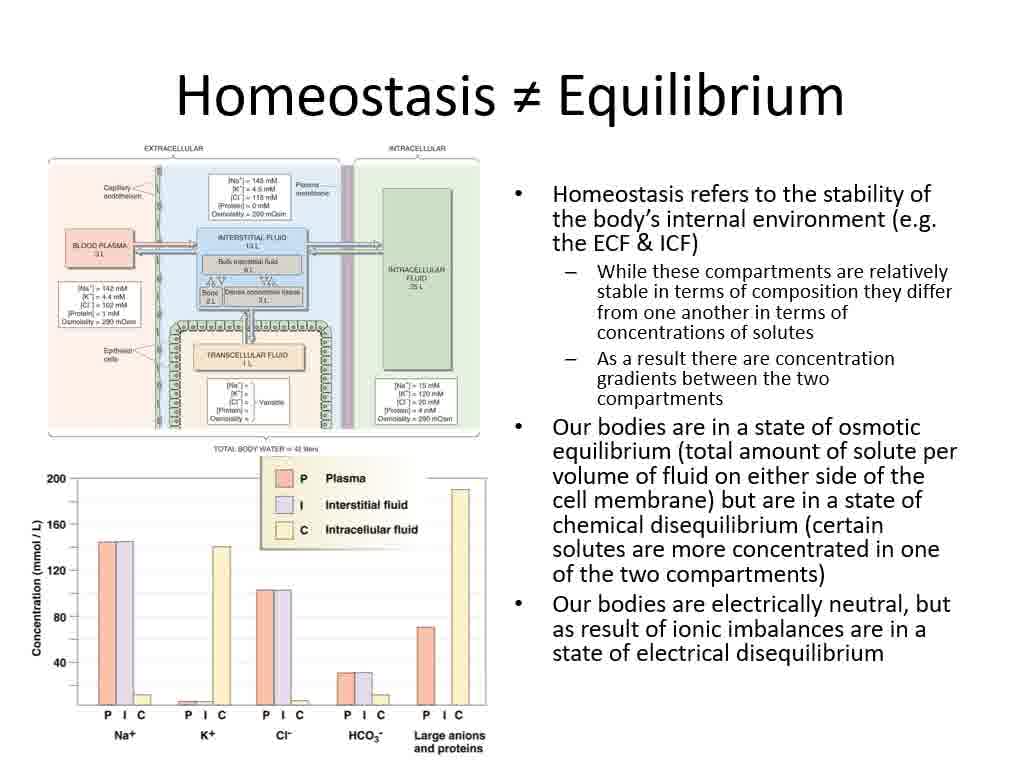 Homeostasis ≠ Equilibrium
EXTRACELLULAR
INTRACELLULAR
Capillary
endothelium
[Na⁺] = 145 mM
[K⁺] = 4.5 mM
[Cl⁻] = 116 mM
[Protein] = 0 mM
Osmolality = 290 mOsm
Plasma
membrane
BLOOD PLASMA
3 L
INTERSTITIAL FLUID
13 L
Bulk interstitial fluid
8 L
Bone
2 L
Dense connective tissue
3 L
INTRACELLULAR
FLUID
25 L
[Na⁺] = 142 mM
[K⁺] = 4.4 mM
[Cl⁻] = 102 mM
[Protein] = 1 mM
Osmolality = 290 mOsm
Epithelial
cells
TRANSCELLULAR FLUID
1 L
[Na⁺] =
[K⁺] =
[Cl⁻] =
[Protein] =
Osmolality =
Variable
[Na⁺] = 15 mM
[K⁺] = 120 mM
[Cl⁻] = 20 mM
[Protein] = 4 mM
Osmolality = 290 mOsm
TOTAL BODY WATER = 42 liters
P Plasma
I Interstitial fluid
C Intracellular fluid
Concentration (mmol / L)
200
160
120
80
40
P I C
P I C
P I C
P I C
P I C
Na⁺
K⁺
Cl⁻
HCO₃⁻
Large anions
and proteins
• Homeostasis refers to the stability of
the body's internal environment (e.g.
the ECF & ICF)
– While these compartments are relatively
stable in terms of composition they differ
from one another in terms of
concentrations of solutes
– As a result there are concentration
gradients between the two
compartments
• Our bodies are in a state of osmotic
equilibrium (total amount of solute per
volume of fluid on either side of the
cell membrane) but are in a state of
chemical disequilibrium (certain
solutes are more concentrated in one
of the two compartments)
• Our bodies are electrically neutral, but
as result of ionic imbalances are in a
state of electrical disequilibrium